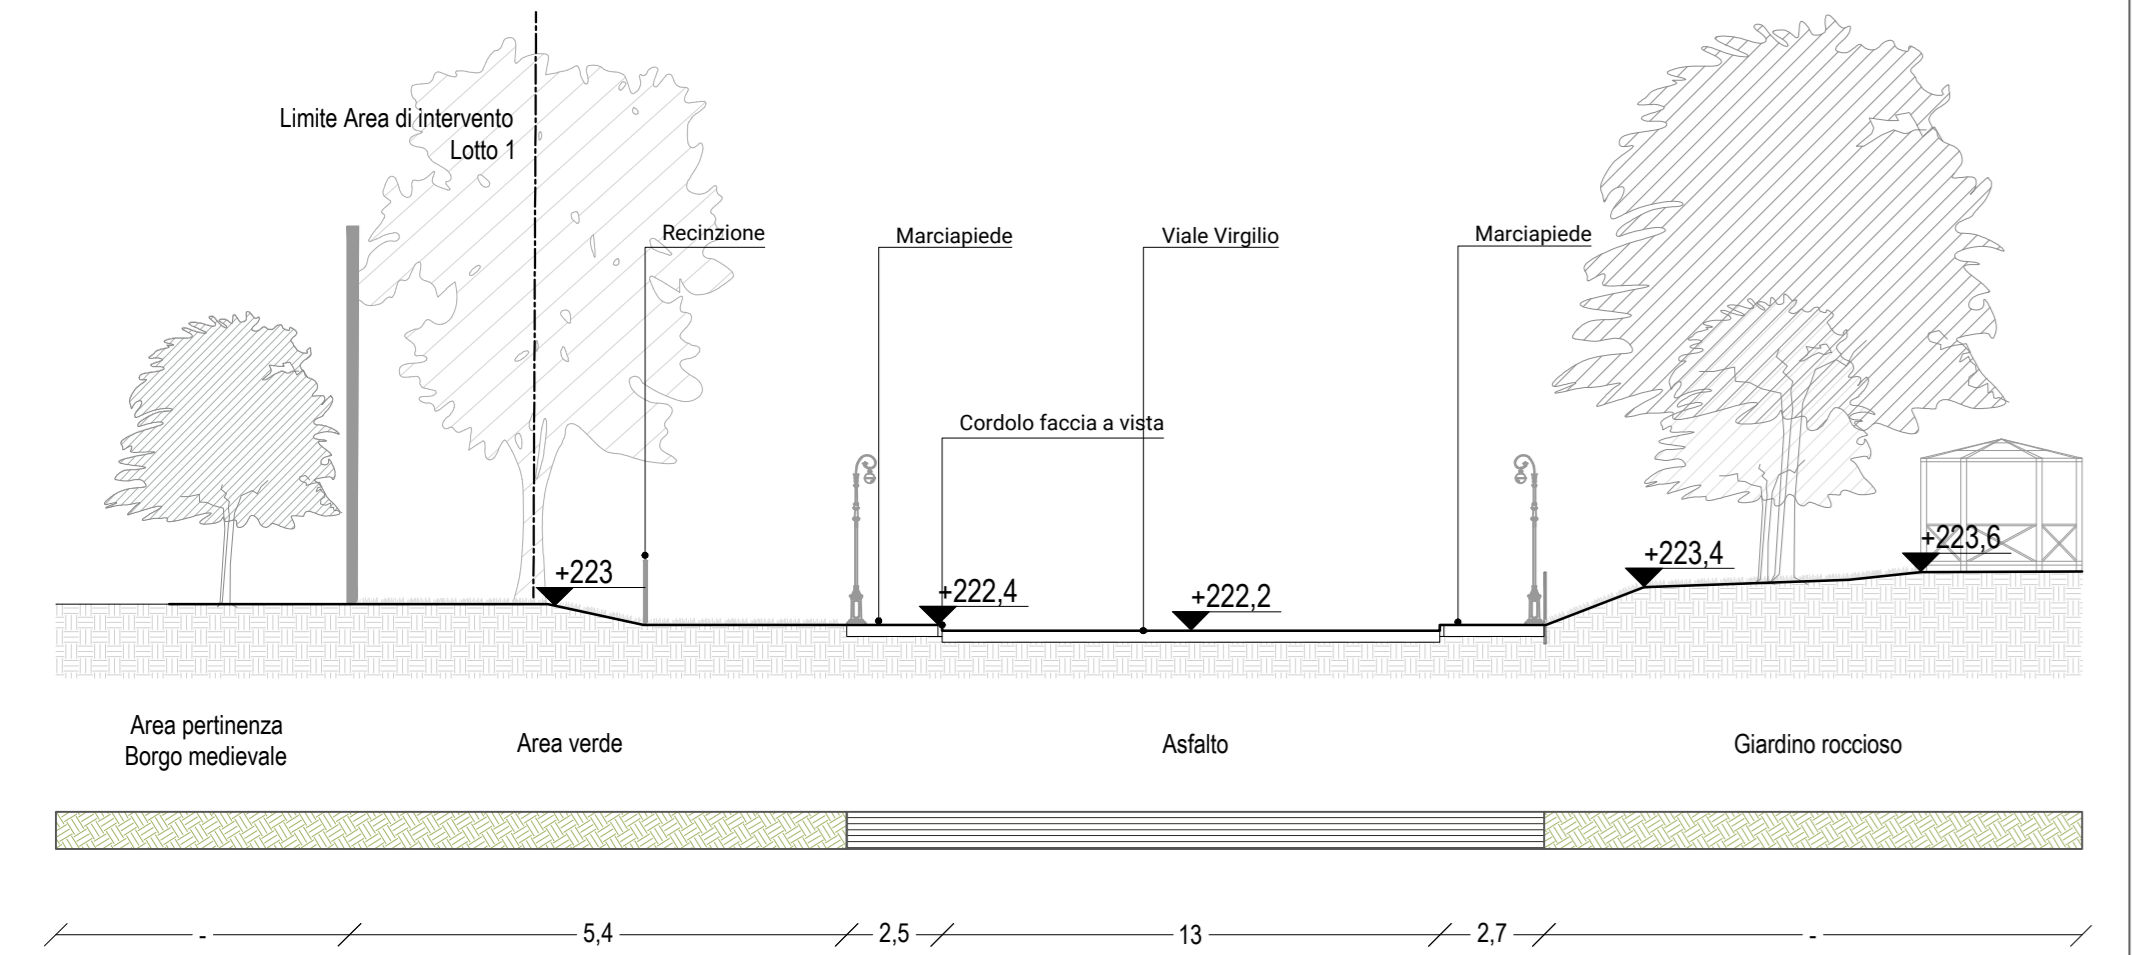 Limite Area di intervento
Lotto 1
Recinzione
Marciapiede
Viale Virgilio
Marciapiede
Cordolo faccia a vista
+223
+222,4
+222,2
+223,4
+223,6
Area pertinenza
Borgo medievale
Area verde
Asfalto
Giardino roccioso
- 5,4 2,5 13 2,7 -